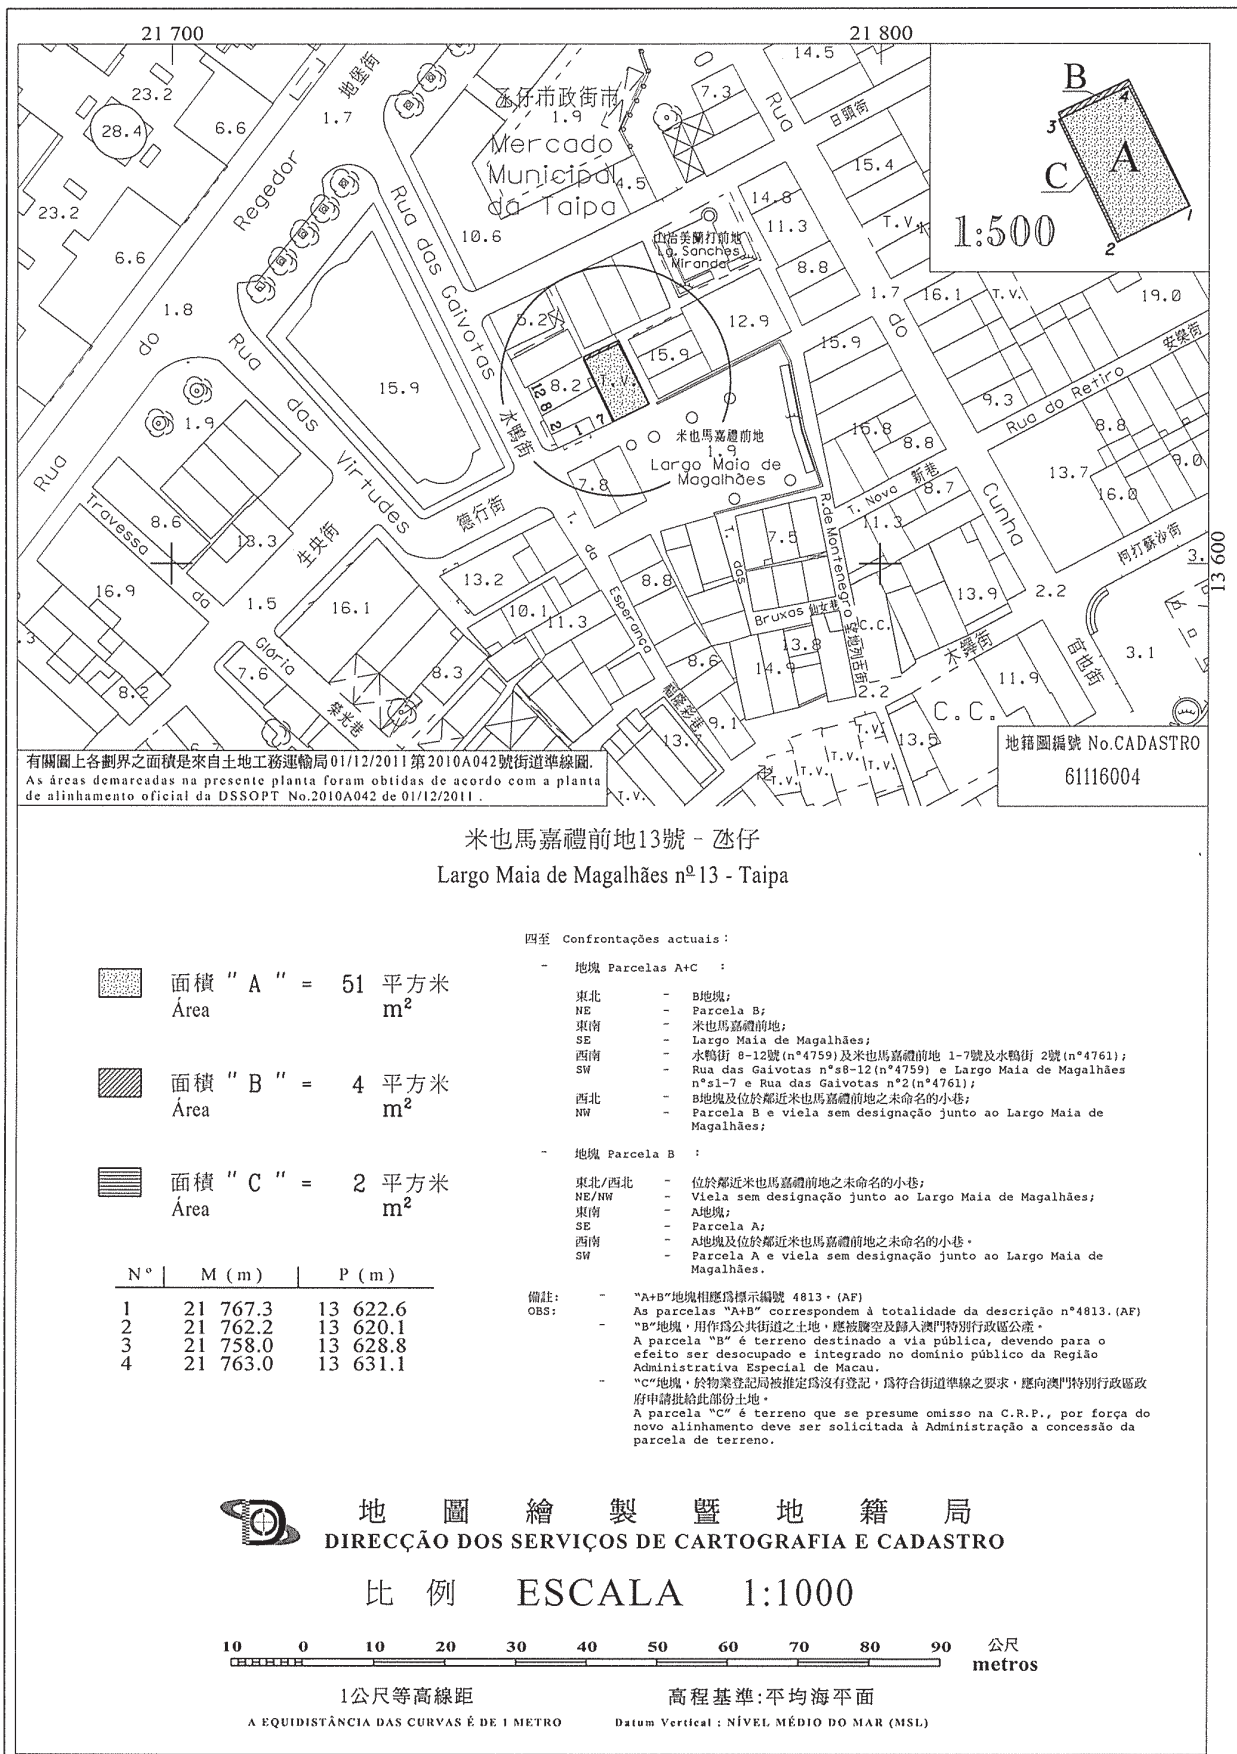 21 700
21 800
23.2
28.4
6.6
地堡街
1.7
氹仔市政街市
1.9
Mercado
Municipal
da Taipa
4.5
7.3
14.5
Rua
日頭街
15.4
B
4
3
A
C
1
2
1:500
23.2
6.6
Regedor
Rua das Gaivotas
10.6
14.8
11.3
T.V.
Lg. Sanches
Miranda
8.8
1.8
do
5.2
12.9
1.7
do
16.1
T.V.
19.0
安樂街
Rua
das
Virtudes
15.9
8.2
T.V.
15.9
15.9
12
8
2
1
7
水鴨街
米也馬嘉禮前地
1.9
Largo Maia de
Magalhães
9.3
Rua do Retiro
1.9
Rua
7.8
15.8
8.8
8.8
13.7
9.0
16.0
Travessa
da
Glória
8.6
13.3
生央街
德行街
T.
da
Esperança
T.
das
Bruxas
7.5
R.de Montenegro
T. Nova 新巷
8.7
11.3
Cunha
柯打蘇沙街
13 600
16.9
1.5
16.1
13.2
10.1
11.3
8.8
仙女巷
C.C.
13.9
2.2
3.1
8.2
7.6
8.3
榮光巷
8.6
13.8
14.9
木鐸街
官也街
11.9
9.1
2.2
C.C.
13.7
13.5
T.V.
T.V.
T.V.
T.V.
T.V.
有關圖上各劃界之面積是來自土地工務運輸局01/12/2011第2010A042號街道準線圖.
As áreas demarcadas na presente planta foram obtidas de acordo com a planta
de alinhamento oficial da DSSOPT No.2010A042 de 01/12/2011 .
地籍圖編號 No.CADASTRO
61116004
米也馬嘉禮前地13號 - 氹仔
Largo Maia de Magalhães nº 13 - Taipa
面積 " A " = 51 平方米
Área m²
面積 " B " = 4 平方米
Área m²
面積 " C " = 2 平方米
Área m²
Nº M (m) P (m)
1 21 767.3 13 622.6
2 21 762.2 13 620.1
3 21 758.0 13 628.8
4 21 763.0 13 631.1
四至 Confrontações actuais :
- 地塊 Parcelas A+C :
東北 - B地塊;
NE - Parcela B;
東南 - 米也馬嘉禮前地;
SE - Largo Maia de Magalhães;
西南 - 水鴨街 8-12號(n°4759)及米也馬嘉禮前地 1-7號及水鴨街 2號(n°4761);
SW - Rua das Gaivotas n°s8-12(n°4759) e Largo Maia de Magalhães
n°s1-7 e Rua das Gaivotas n°2(n°4761);
西北 - B地塊及位於鄰近米也馬嘉禮前地之未命名的小巷;
NW - Parcela B e viela sem designação junto ao Largo Maia de
Magalhães;
- 地塊 Parcela B :
東北/西北 - 位於鄰近米也馬嘉禮前地之未命名的小巷;
NE/NW - Viela sem designação junto ao Largo Maia de Magalhães;
東南 - A地塊;
SE - Parcela A;
西南 - A地塊及位於鄰近米也馬嘉禮前地之未命名的小巷。
SW - Parcela A e viela sem designação junto ao Largo Maia de
Magalhães.
備註: - "A+B"地塊相應爲標示編號 4813。(AF)
OBS: As parcelas "A+B" correspondem à totalidade da descrição n°4813.(AF)
- "B"地塊，用作爲公共街道之土地，應被騰空及歸入澳門特別行政區公產。
A parcela "B" é terreno destinado a via pública, devendo para o
efeito ser desocupado e integrado no domínio público da Região
Administrativa Especial de Macau.
- "C"地塊，於物業登記局被推定爲沒有登記，爲符合街道準線之要求，應向澳門特別行政區政
府申請批給此部份土地。
A parcela "C" é terreno que se presume omisso na C.R.P., por força do
novo alinhamento deve ser solicitada à Administração a concessão da
parcela de terreno.
地圖繪製暨地籍局
DIRECÇÃO DOS SERVIÇOS DE CARTOGRAFIA E CADASTRO
比例 ESCALA 1:1000
10 0 10 20 30 40 50 60 70 80 90 公尺
metros
1公尺等高線距 高程基準:平均海平面
A EQUIDISTÂNCIA DAS CURVAS É DE 1 METRO Datum Vertical : NÍVEL MÉDIO DO MAR (MSL)